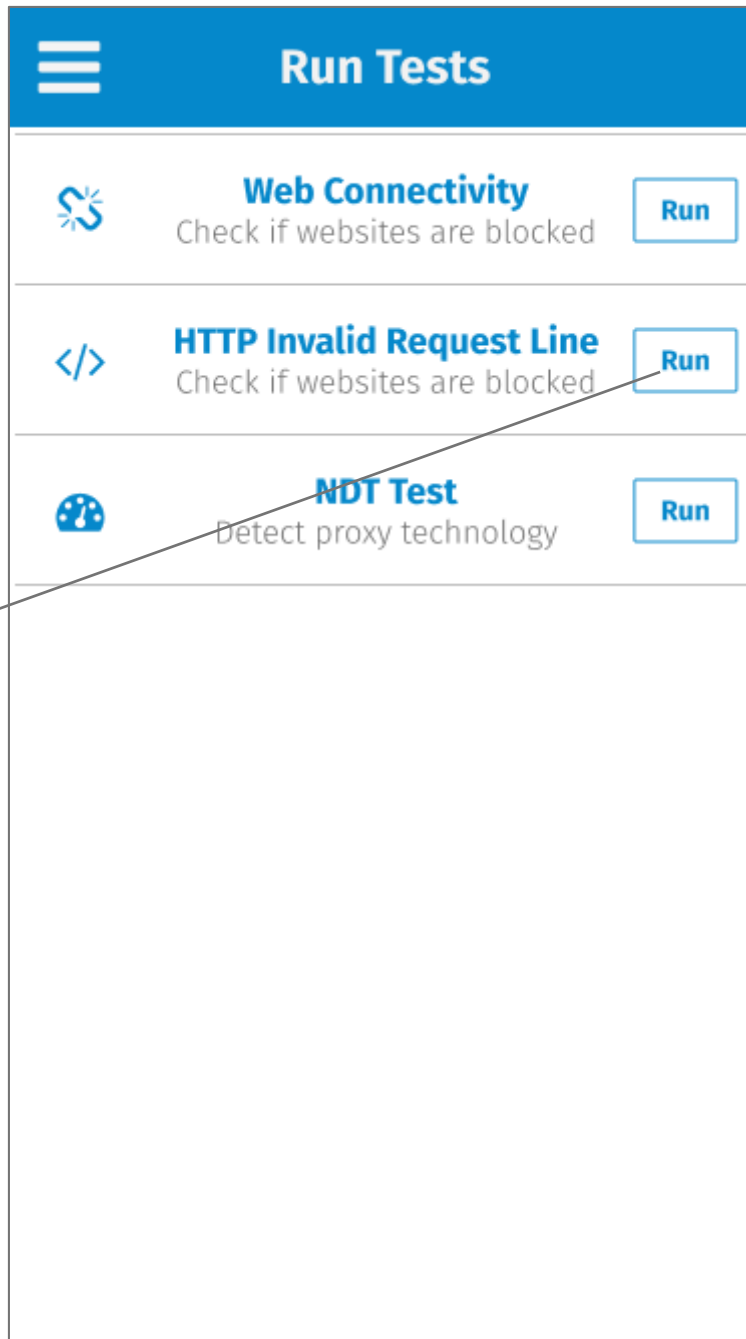 Run Tests
Web Connectivity
Check if websites are blocked
Run
HTTP Invalid Request Line
Check if websites are blocked
Run
NDT Test
Detect proxy technology
Run